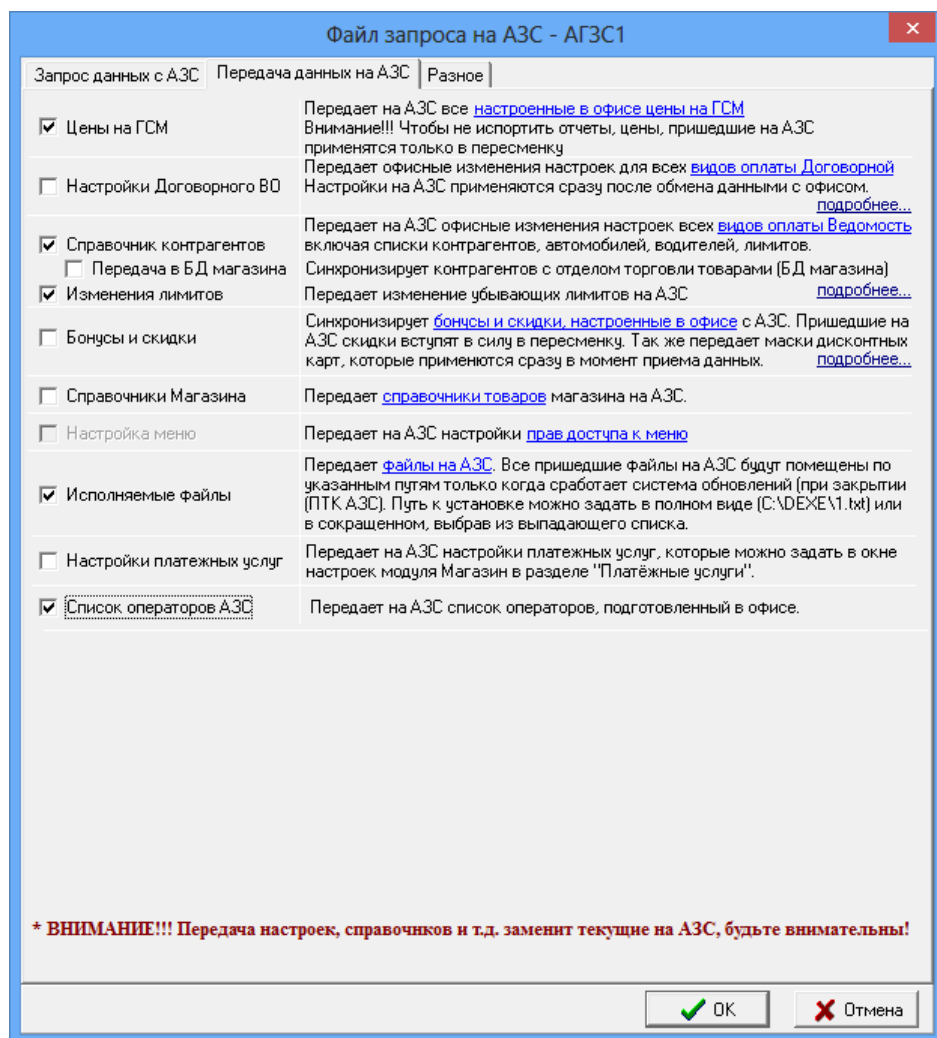 Файл запроса на АЗС - АГЗС1
Запрос данных с АЗС Передача данных на АЗС Разное
Цены на ГСМ
Передает на АЗС все настроенные в офисе цены на ГСМ
Внимание!!! Чтобы не испортить отчеты, цены, пришедшие на АЗС
применятся только в пересменку
Настройки Договорного ВО
Передает офисные изменения настроек для всех видов оплаты Договорной
Настройки на АЗС применяются сразу после обмена данными с офисом.
подробнее...
Справочник контрагентов
Передает на АЗС офисные изменения настроек всех видов оплаты Ведомость
включая списки контрагентов, автомобилей, водителей, лимитов.
Передача в БД магазина
Синхронизирует контрагентов с отделом торговли товарами (БД магазина)
Изменения лимитов
Передает изменение убывающих лимитов на АЗС
подробнее...
Бонусы и скидки
Синхронизирует бонусы и скидки, настроенные в офисе с АЗС. Пришедшие на
АЗС скидки вступят в силу в пересменку. Так же передает маски дисконтных
карт, которые применются сразу в момент приема данных.
подробнее...
Справочники Магазина
Передает справочники товаров магазина на АЗС.
Настройка меню
Передает на АЗС настройки прав доступа к меню
Исполняемые файлы
Передает файлы на АЗС. Все пришедшие файлы на АЗС будут помещены по
указанным путям только когда сработает система обновлений (при закрытии
(ПТК АЗС). Путь к установке можно задать в полном виде (C:\DEXE\1.txt) или
в сокращенном, выбрав из выпадающего списка.
Настройки платежных услуг
Передает на АЗС настройки платежных услуг, которые можно задать в окне
настроек модуля Магазин в разделе "Платёжные услуги".
Список операторов АЗС
Передает на АЗС список операторов, подготовленный в офисе.
* ВНИМАНИЕ!!! Передача настроек, справочнков и т.д. заменит текущие на АЗС, будьте внимательны!
OK
Отмена